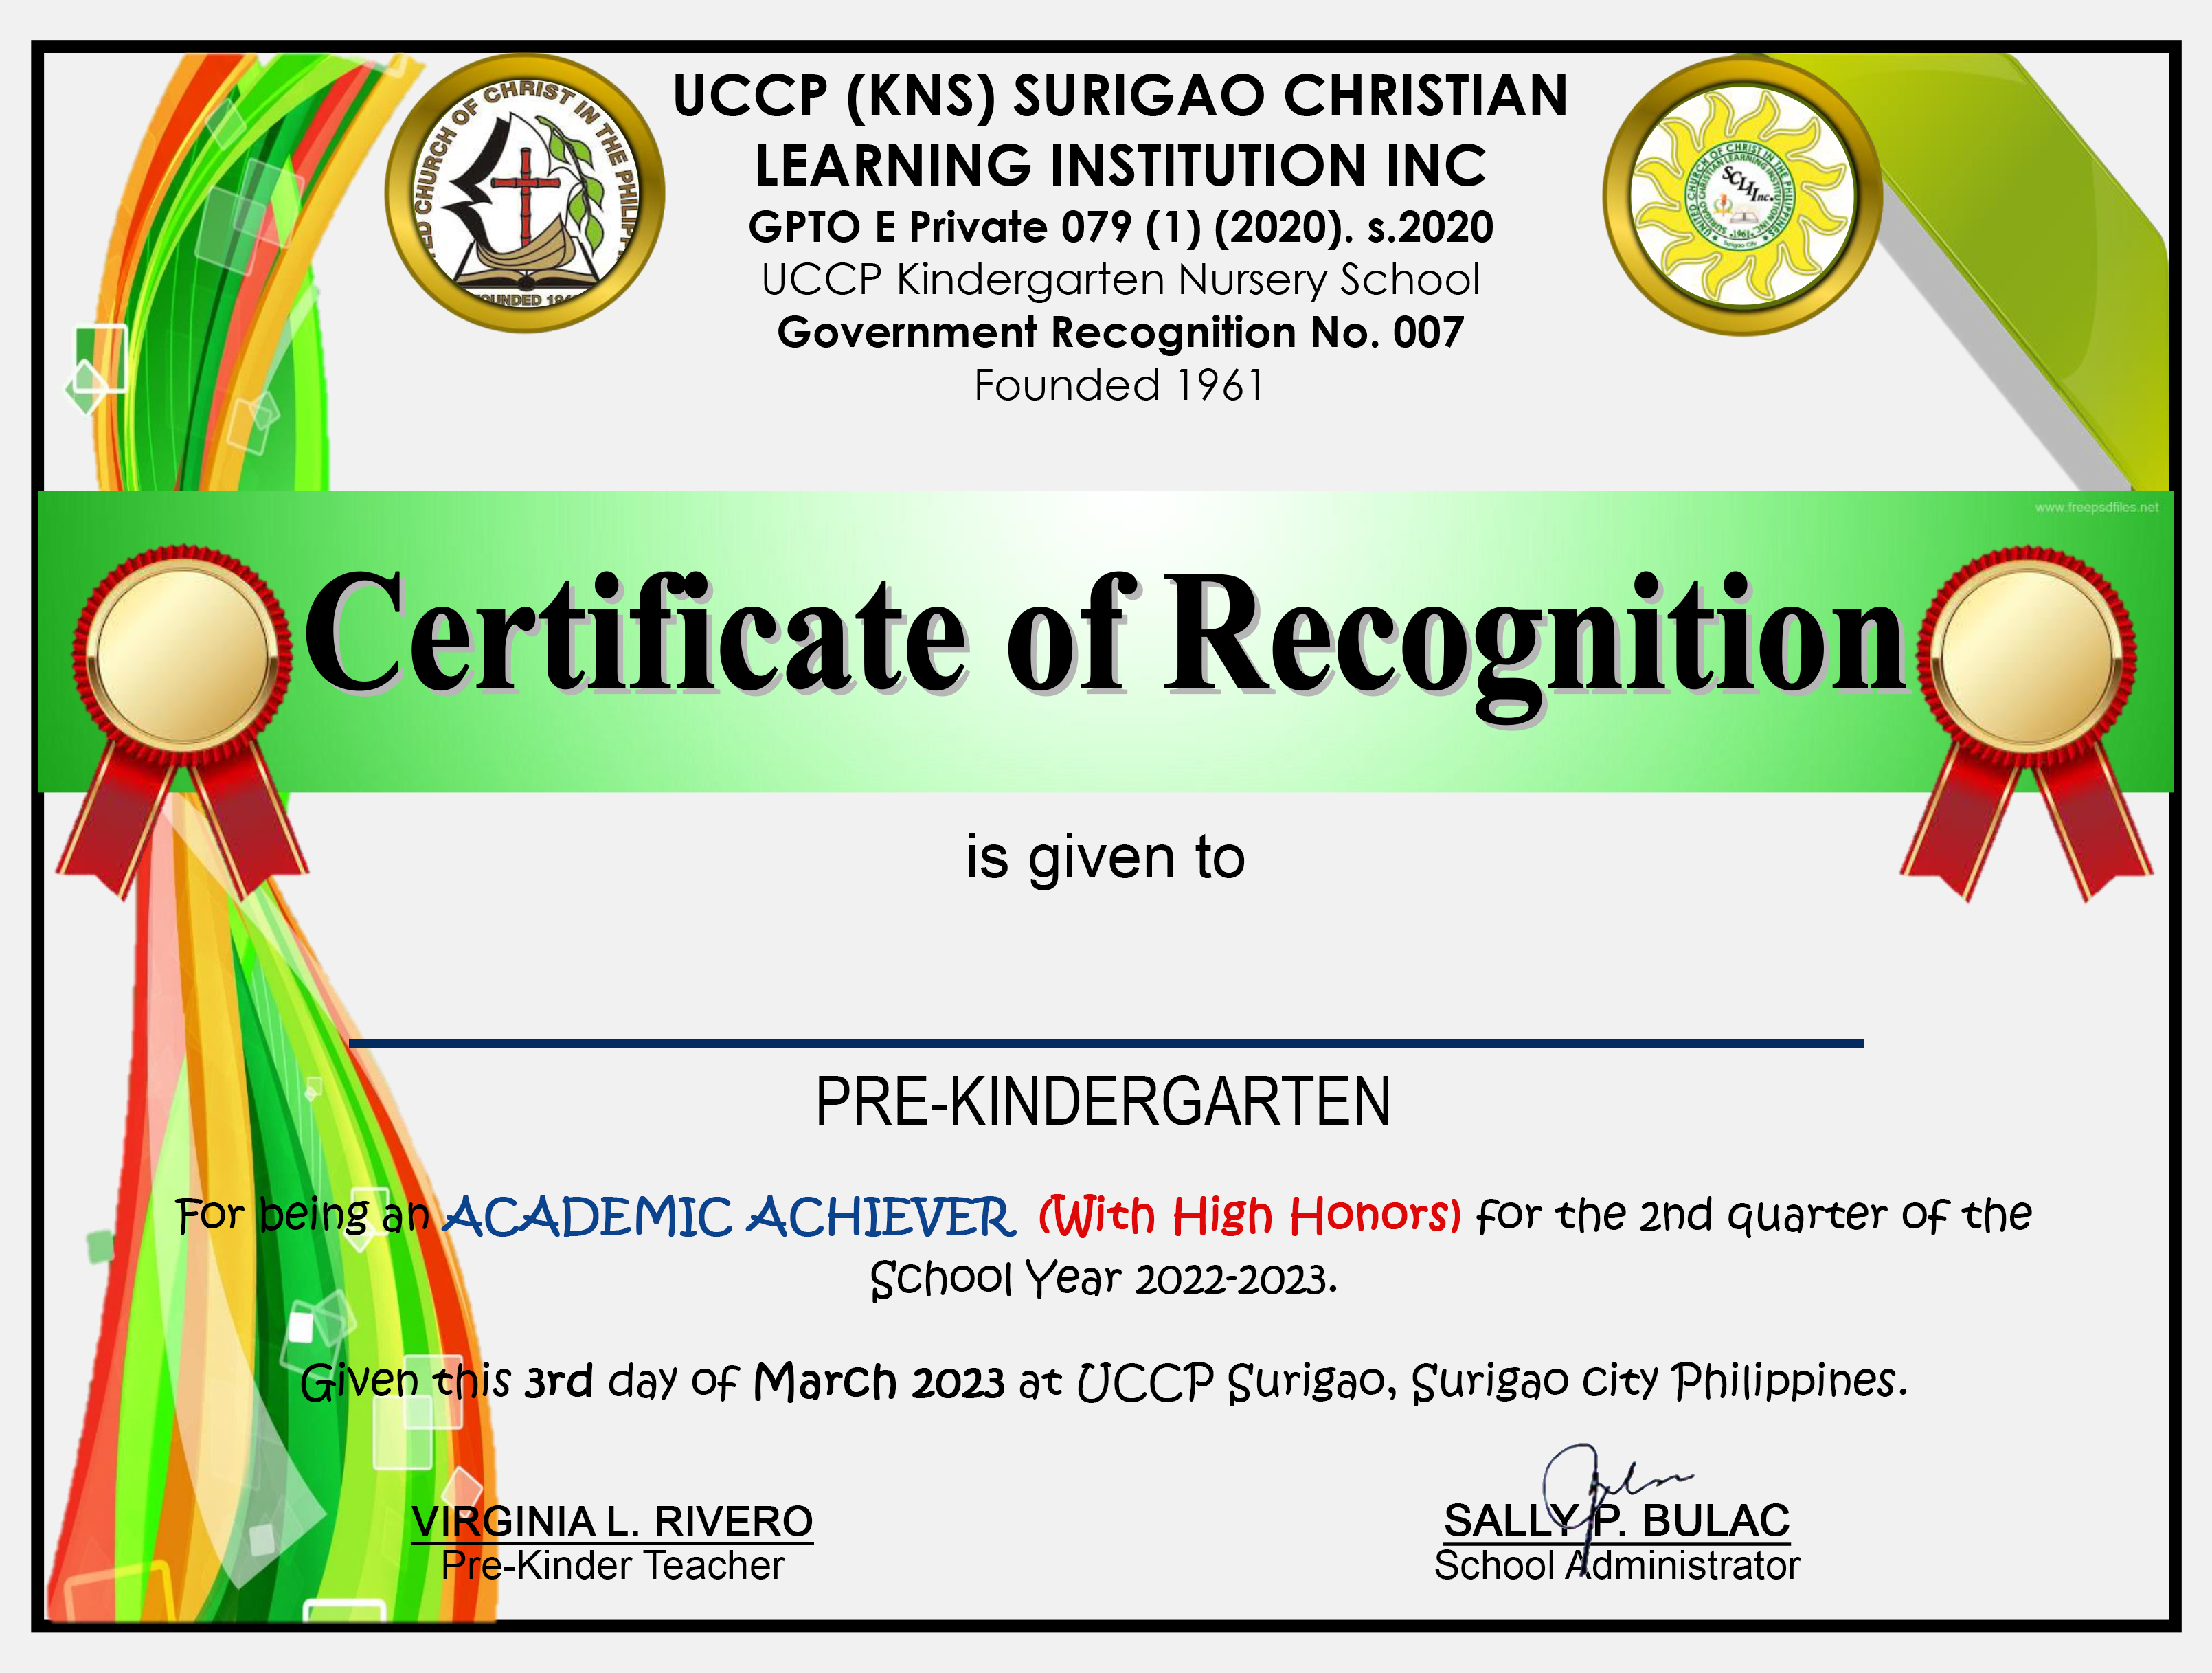 UCCP (KNS) SURIGAO CHRISTIAN
LEARNING INSTITUTION INC
GPTO E Private 079 (1) (2020). s.2020
UCCP Kindergarten Nursery School
Government Recognition No. 007
Founded 1961
CHURCH OF CHRIST IN THE
SCLI Inc.
UNITED CHURCH OF CHRIST IN THE PHILIPPINES
SURIGAO CHRISTIAN LEARNING INSTITUTION, INC.
1961
Surigao City
www.freepsdfiles.net
Certificate of Recognition
is given to
PRE-KINDERGARTEN
For being an ACADEMIC ACHIEVER (With High Honors) for the 2nd quarter of the
School Year 2022-2023.
Given this 3rd day of March 2023 at UCCP Surigao, Surigao city Philippines.
VIRGINIA L. RIVERO
Pre-Kinder Teacher
SALLY P. BULAC
School Administrator